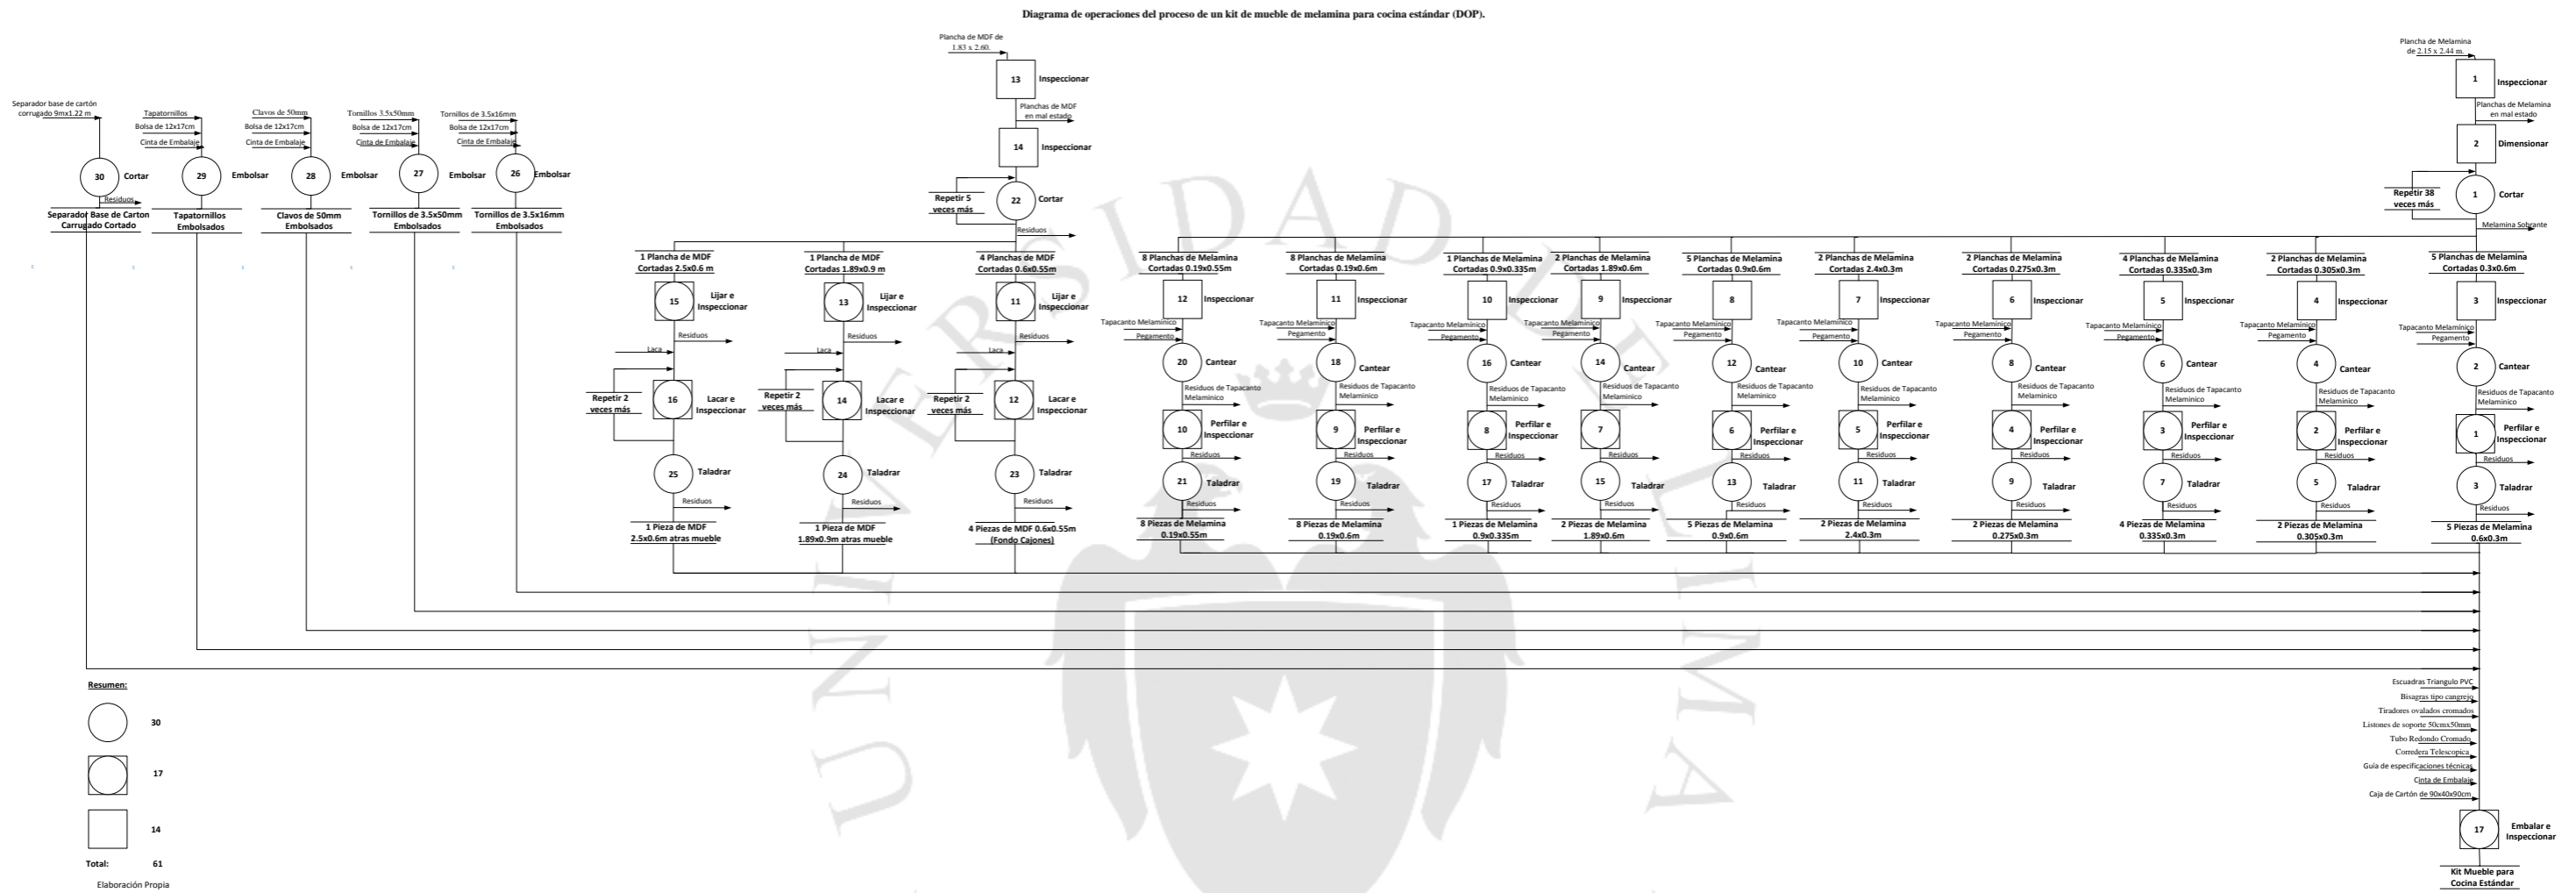 Diagrama de operaciones del proceso de un kit de mueble de melamina para cocina estándar (DOP).
Plancha de MDF de
1.83 x 2.60.
13
Inspeccionar
Planchas de MDF
en mal estado
14
Inspeccionar
Repetir 5
veces más
22
Cortar
Residuos
Plancha de Melamina
de 2.15 x 2.44 m.
1
Inspeccionar
Planchas de Melamina
en mal estado
2
Dimensionar
Repetir 38
veces más
1
Cortar
Melamina Sobrante
Separador base de cartón
corrugado 9mx1.22 m
30
Cortar
Residuos
Separador Base de Carton
Carrugado Cortado
Tapatornillos
Bolsa de 12x17cm
Cinta de Embalaje
29
Embolsar
Tapatornillos
Embolsados
Clavos de 50mm
Bolsa de 12x17cm
Cinta de Embalaje
28
Embolsar
Clavos de 50mm
Embolsados
Tornillos 3.5x50mm
Bolsa de 12x17cm
Cinta de Embalaje
27
Embolsar
Tornillos de 3.5x50mm
Embolsados
Tornillos de 3.5x16mm
Bolsa de 12x17cm
Cinta de Embalaje
26
Embolsar
Tornillos de 3.5x16mm
Embolsados
1 Plancha de MDF
Cortadas 2.5x0.6 m
15
Lijar e
Inspeccionar
Residuos
Laca
Repetir 2
veces más
16
Lacar e
Inspeccionar
25
Taladrar
Residuos
1 Pieza de MDF
2.5x0.6m atras mueble
1 Plancha de MDF
Cortadas 1.89x0.9 m
13
Lijar e
Inspeccionar
Residuos
Laca
Repetir 2
veces más
14
Lacar e
Inspeccionar
24
Taladrar
Residuos
1 Pieza de MDF
1.89x0.9m atras mueble
4 Planchas de MDF
Cortadas 0.6x0.55m
11
Lijar e
Inspeccionar
Residuos
Laca
Repetir 2
veces más
12
Lacar e
Inspeccionar
23
Taladrar
Residuos
4 Piezas de MDF 0.6x0.55m
(Fondo Cajones)
8 Planchas de Melamina
Cortadas 0.19x0.55m
12
Inspeccionar
Tapacanto Melamínico
Pegamento
20
Cantear
Residuos de Tapacanto
Melamínico
10
Perfilar e
Inspeccionar
Residuos
21
Taladrar
Residuos
8 Piezas de Melamina
0.19x0.55m
8 Planchas de Melamina
Cortadas 0.19x0.6m
11
Inspeccionar
Tapacanto Melamínico
Pegamento
18
Cantear
Residuos de Tapacanto
Melamínico
9
Perfilar e
Inspeccionar
Residuos
19
Taladrar
Residuos
8 Piezas de Melamina
0.19x0.6m
1 Planchas de Melamina
Cortadas 0.9x0.335m
10
Inspeccionar
Tapacanto Melamínico
Pegamento
16
Cantear
Residuos de Tapacanto
Melamínico
8
Perfilar e
Inspeccionar
Residuos
17
Taladrar
Residuos
1 Piezas de Melamina
0.9x0.335m
2 Planchas de Melamina
Cortadas 1.89x0.6m
9
Inspeccionar
Tapacanto Melamínico
Pegamento
14
Cantear
Residuos de Tapacanto
Melamínico
7
Perfilar e
Inspeccionar
Residuos
15
Taladrar
Residuos
2 Piezas de Melamina
1.89x0.6m
5 Planchas de Melamina
Cortadas 0.9x0.6m
8
Inspeccionar
Tapacanto Melamínico
Pegamento
12
Cantear
Residuos de Tapacanto
Melamínico
6
Perfilar e
Inspeccionar
Residuos
13
Taladrar
Residuos
5 Piezas de Melamina
0.9x0.6m
2 Planchas de Melamina
Cortadas 2.4x0.3m
7
Inspeccionar
Tapacanto Melamínico
Pegamento
10
Cantear
Residuos de Tapacanto
Melamínico
5
Perfilar e
Inspeccionar
Residuos
11
Taladrar
Residuos
2 Piezas de Melamina
2.4x0.3m
2 Planchas de Melamina
Cortadas 0.275x0.3m
6
Inspeccionar
Tapacanto Melamínico
Pegamento
8
Cantear
Residuos de Tapacanto
Melamínico
4
Perfilar e
Inspeccionar
Residuos
9
Taladrar
Residuos
2 Piezas de Melamina
0.275x0.3m
4 Planchas de Melamina
Cortadas 0.335x0.3m
5
Inspeccionar
Tapacanto Melamínico
Pegamento
6
Cantear
Residuos de Tapacanto
Melamínico
3
Perfilar e
Inspeccionar
Residuos
7
Taladrar
Residuos
4 Piezas de Melamina
0.335x0.3m
2 Planchas de Melamina
Cortadas 0.305x0.3m
4
Inspeccionar
Tapacanto Melamínico
Pegamento
4
Cantear
Residuos de Tapacanto
Melamínico
2
Perfilar e
Inspeccionar
Residuos
5
Taladrar
Residuos
2 Piezas de Melamina
0.305x0.3m
5 Planchas de Melamina
Cortadas 0.3x0.6m
3
Inspeccionar
Tapacanto Melamínico
Pegamento
2
Cantear
Residuos de Tapacanto
Melamínico
1
Perfilar e
Inspeccionar
Residuos
3
Taladrar
Residuos
5 Piezas de Melamina
0.6x0.3m
Escuadras Triangulo PVC
Bisagras tipo cangrejo
Tiradores ovalados cromados
Listones de soporte 50cmx50mm
Tubo Redondo Cromado
Corredera Telescopica
Guía de especificaciones técnicas
Cinta de Embalaje
Caja de Cartón de 90x40x90cm
17
Embalar e
Inspeccionar
Kit Mueble para
Cocina Estándar
Resumen:
30
17
14
Total: 61
Elaboración Propia
UNIVERSIDAD DE LIMA